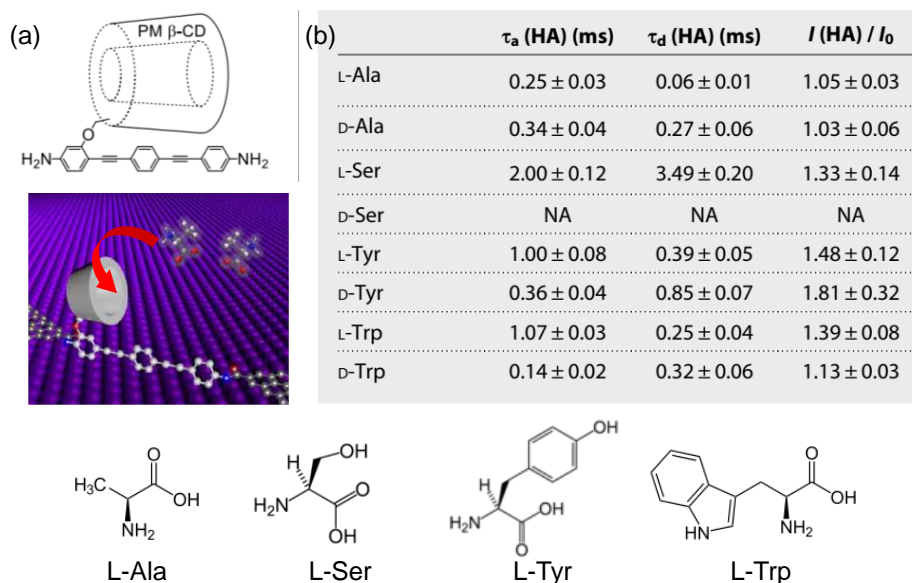 (a)
PM β-CD
O
H₂N
NH₂
(b)
τa (HA) (ms) τd (HA) (ms) I (HA) / I₀
L-Ala 0.25 ± 0.03 0.06 ± 0.01 1.05 ± 0.03
D-Ala 0.34 ± 0.04 0.27 ± 0.06 1.03 ± 0.06
L-Ser 2.00 ± 0.12 3.49 ± 0.20 1.33 ± 0.14
D-Ser NA NA NA
L-Tyr 1.00 ± 0.08 0.39 ± 0.05 1.48 ± 0.12
D-Tyr 0.36 ± 0.04 0.85 ± 0.07 1.81 ± 0.32
L-Trp 1.07 ± 0.03 0.25 ± 0.04 1.39 ± 0.08
D-Trp 0.14 ± 0.02 0.32 ± 0.06 1.13 ± 0.03
H₃C
O
OH
NH₂
L-Ala
OH
H
H₂N
O
OH
L-Ser
OH
H
H₂N
OH
O
L-Tyr
O
OH
NH₂
N
H
L-Trp